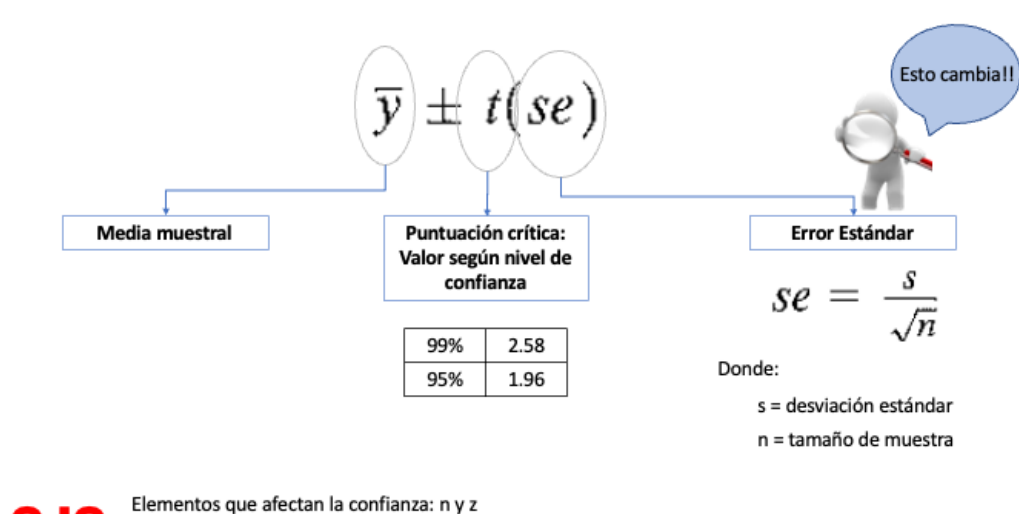 Esto cambia!!
y̅ ± t(se)
Media muestral
Puntuación crítica:
Valor según nivel de
confianza
Error Estándar
se = s / √n
99% 2.58
95% 1.96
Donde:
s = desviación estándar
n = tamaño de muestra
Elementos que afectan la confianza: n y z